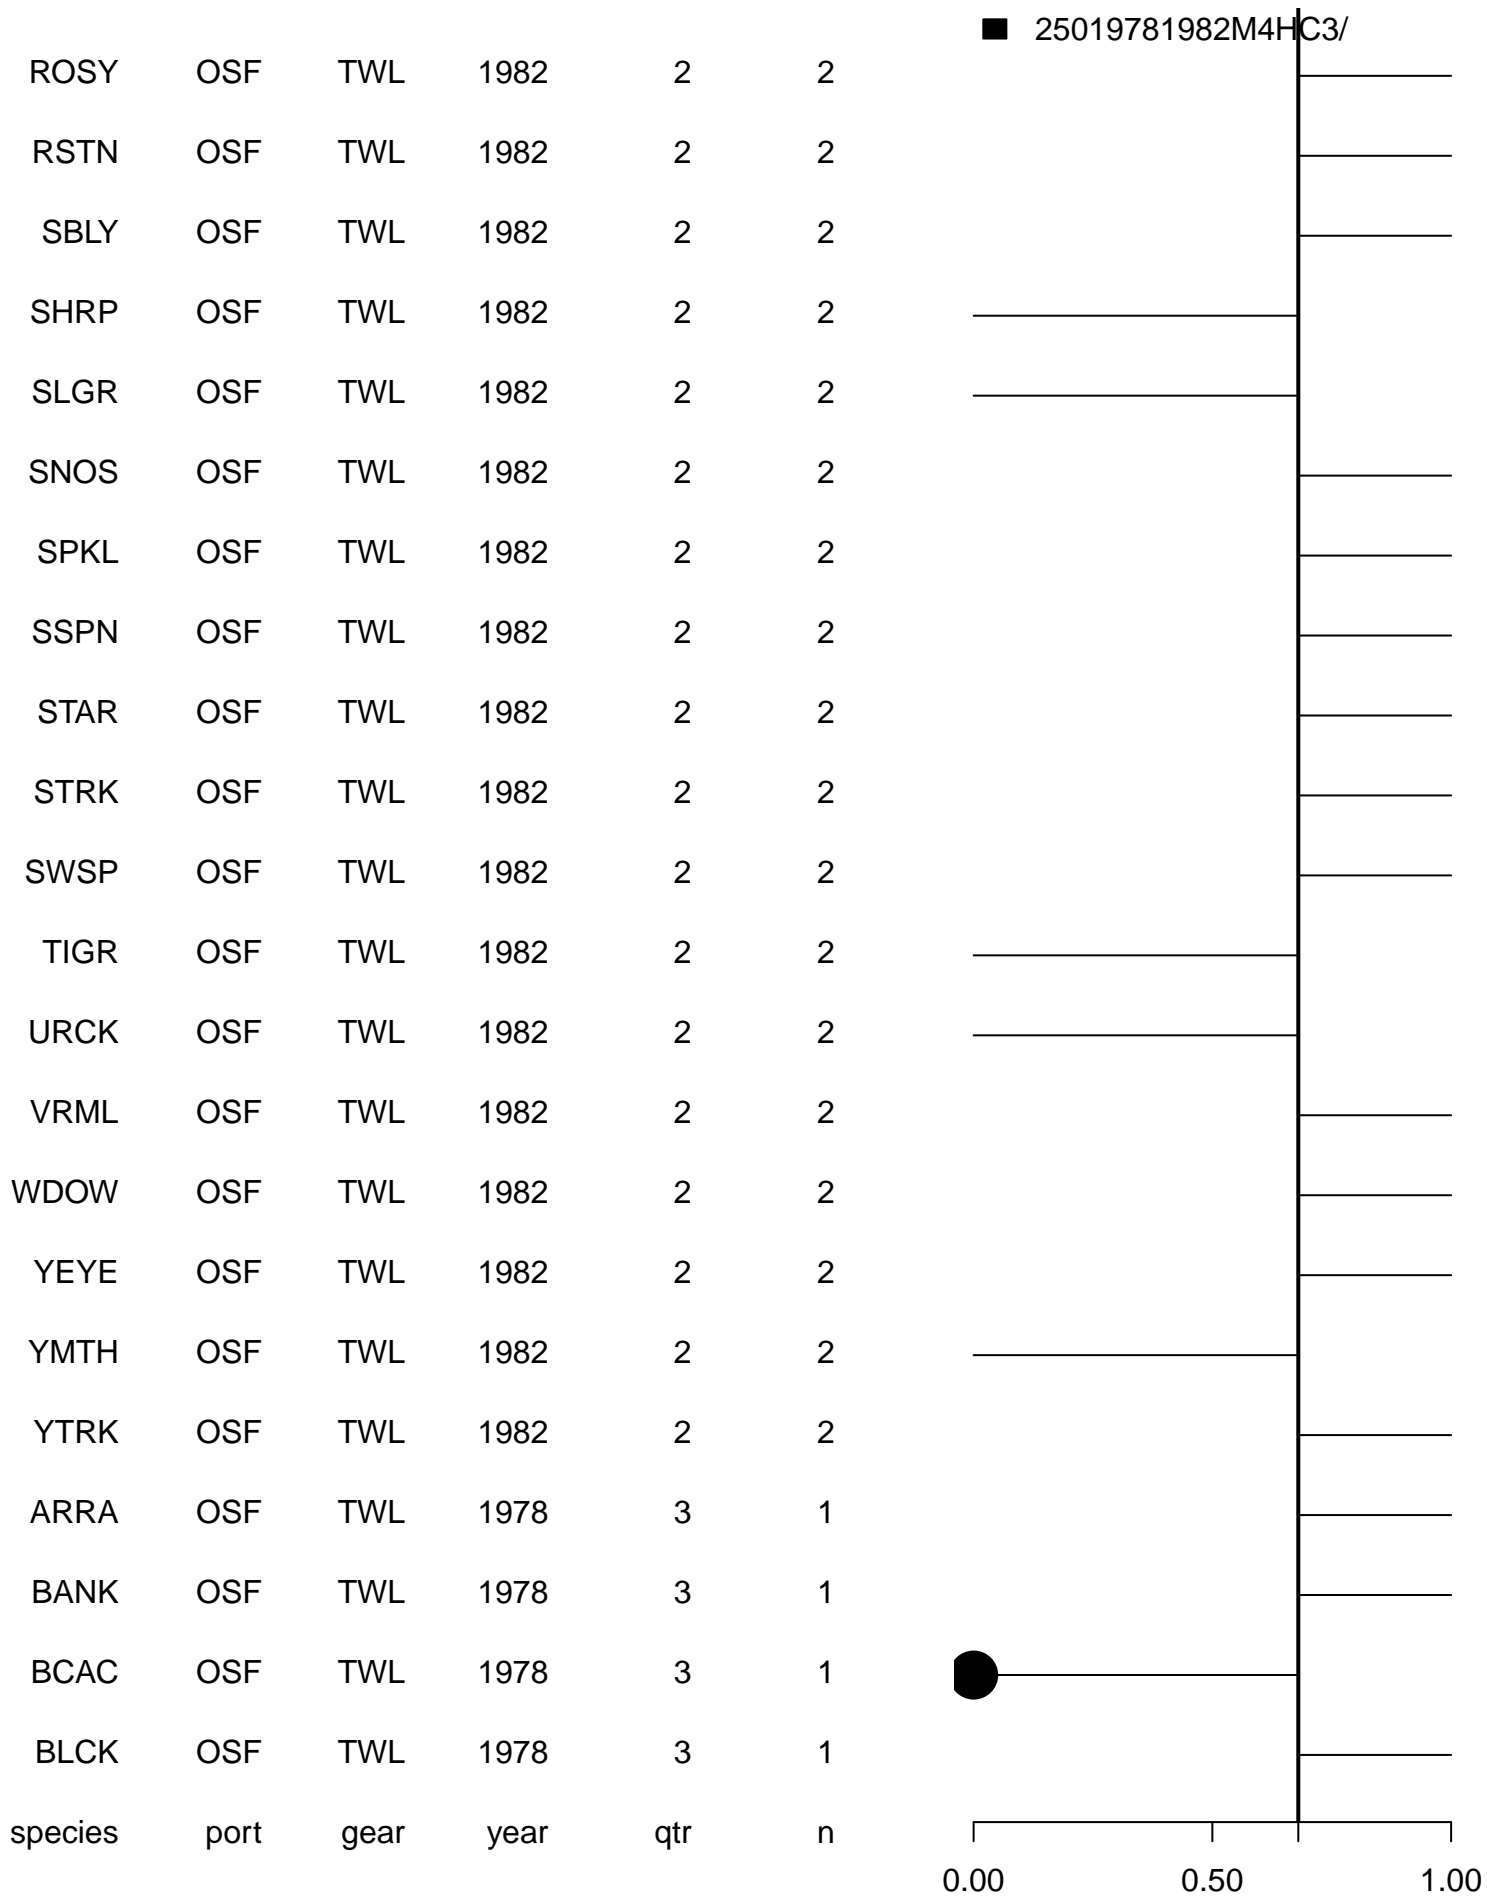 25019781982M4HC3/
ROSY OSF TWL 1982 2 2
RSTN OSF TWL 1982 2 2
SBLY OSF TWL 1982 2 2
SHRP OSF TWL 1982 2 2
SLGR OSF TWL 1982 2 2
SNOS OSF TWL 1982 2 2
SPKL OSF TWL 1982 2 2
SSPN OSF TWL 1982 2 2
STAR OSF TWL 1982 2 2
STRK OSF TWL 1982 2 2
SWSP OSF TWL 1982 2 2
TIGR OSF TWL 1982 2 2
URCK OSF TWL 1982 2 2
VRML OSF TWL 1982 2 2
WDOW OSF TWL 1982 2 2
YEYE OSF TWL 1982 2 2
YMTH OSF TWL 1982 2 2
YTRK OSF TWL 1982 2 2
ARRA OSF TWL 1978 3 1
BANK OSF TWL 1978 3 1
BCAC OSF TWL 1978 3 1
BLCK OSF TWL 1978 3 1
species port gear year qtr n
0.00 0.50 1.00